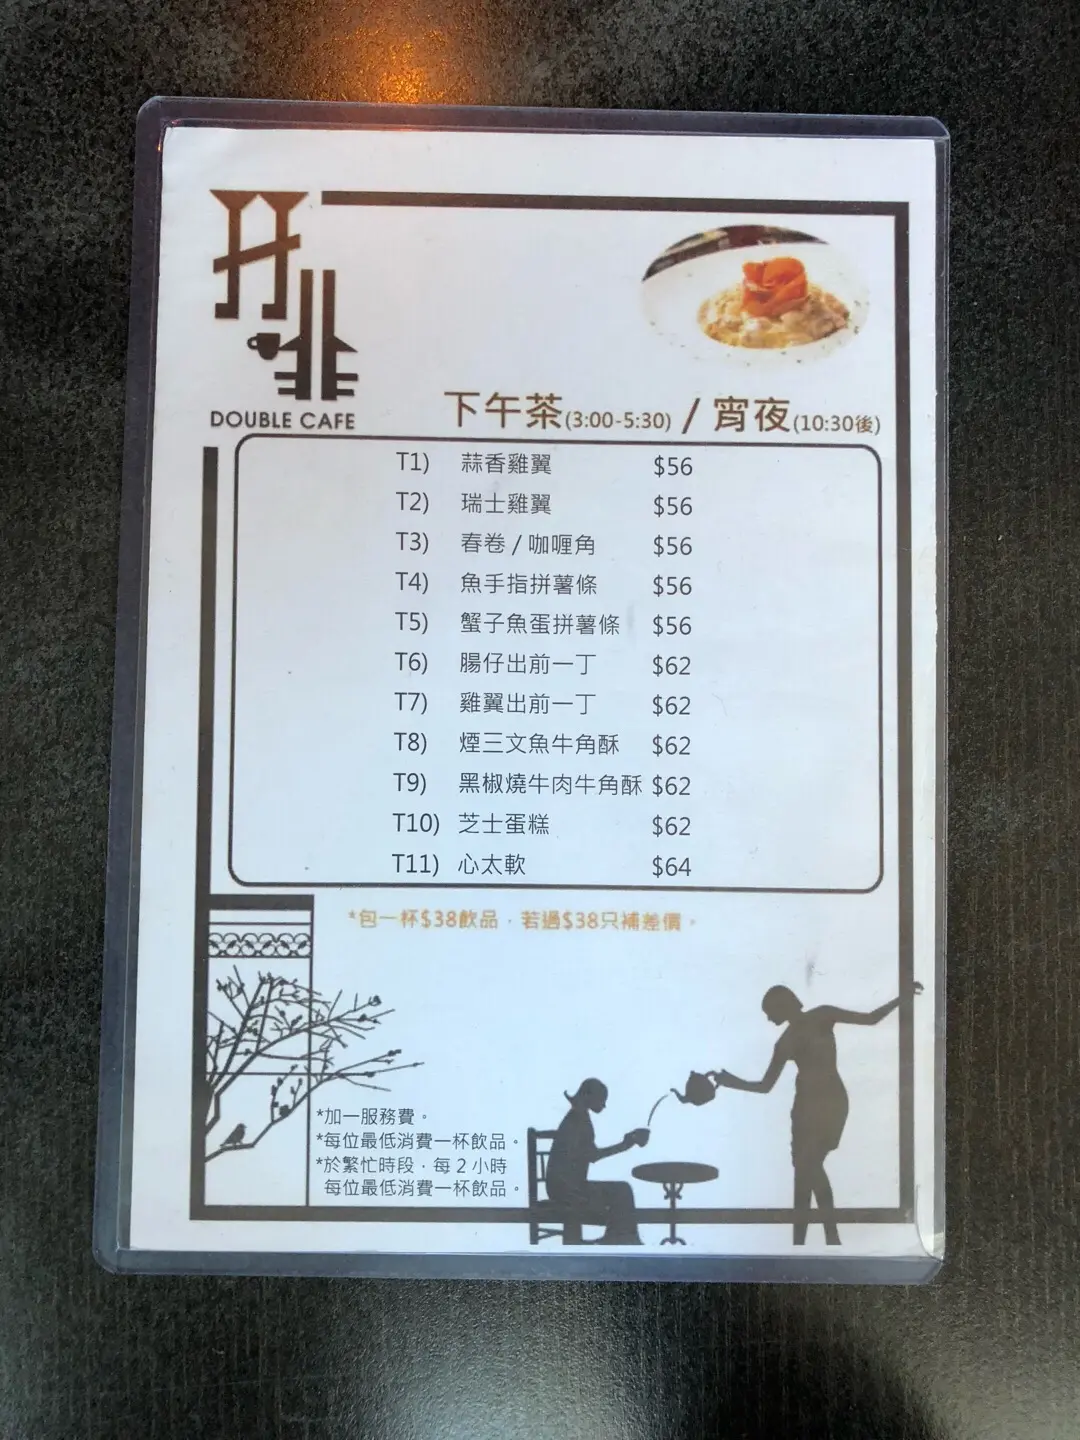 DOUBLE CAFE
下午茶(3:00-5:30) / 宵夜(10:30後)
T1) 蒜香雞翼 $56
T2) 瑞士雞翼 $56
T3) 春卷 / 咖喱角 $56
T4) 魚手指拼薯條 $56
T5) 蟹子魚蛋拼薯條 $56
T6) 腸仔出前一丁 $62
T7) 雞翼出前一丁 $62
T8) 煙三文魚牛角酥 $62
T9) 黑椒燒牛肉牛角酥 $62
T10) 芝士蛋糕 $62
T11) 心太軟 $64
*包一杯$38飲品，若過$38只補差價。
*加一服務費。
*每位最低消費一杯飲品。
*於繁忙時段，每2小時
每位最低消費一杯飲品。